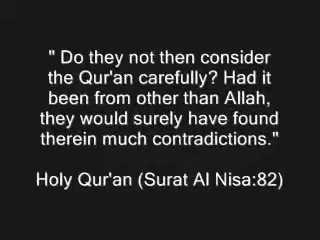 " Do they not then consider
the Qur'an carefully? Had it
been from other than Allah,
they would surely have found
therein much contradictions."
Holy Qur'an (Surat Al Nisa:82)